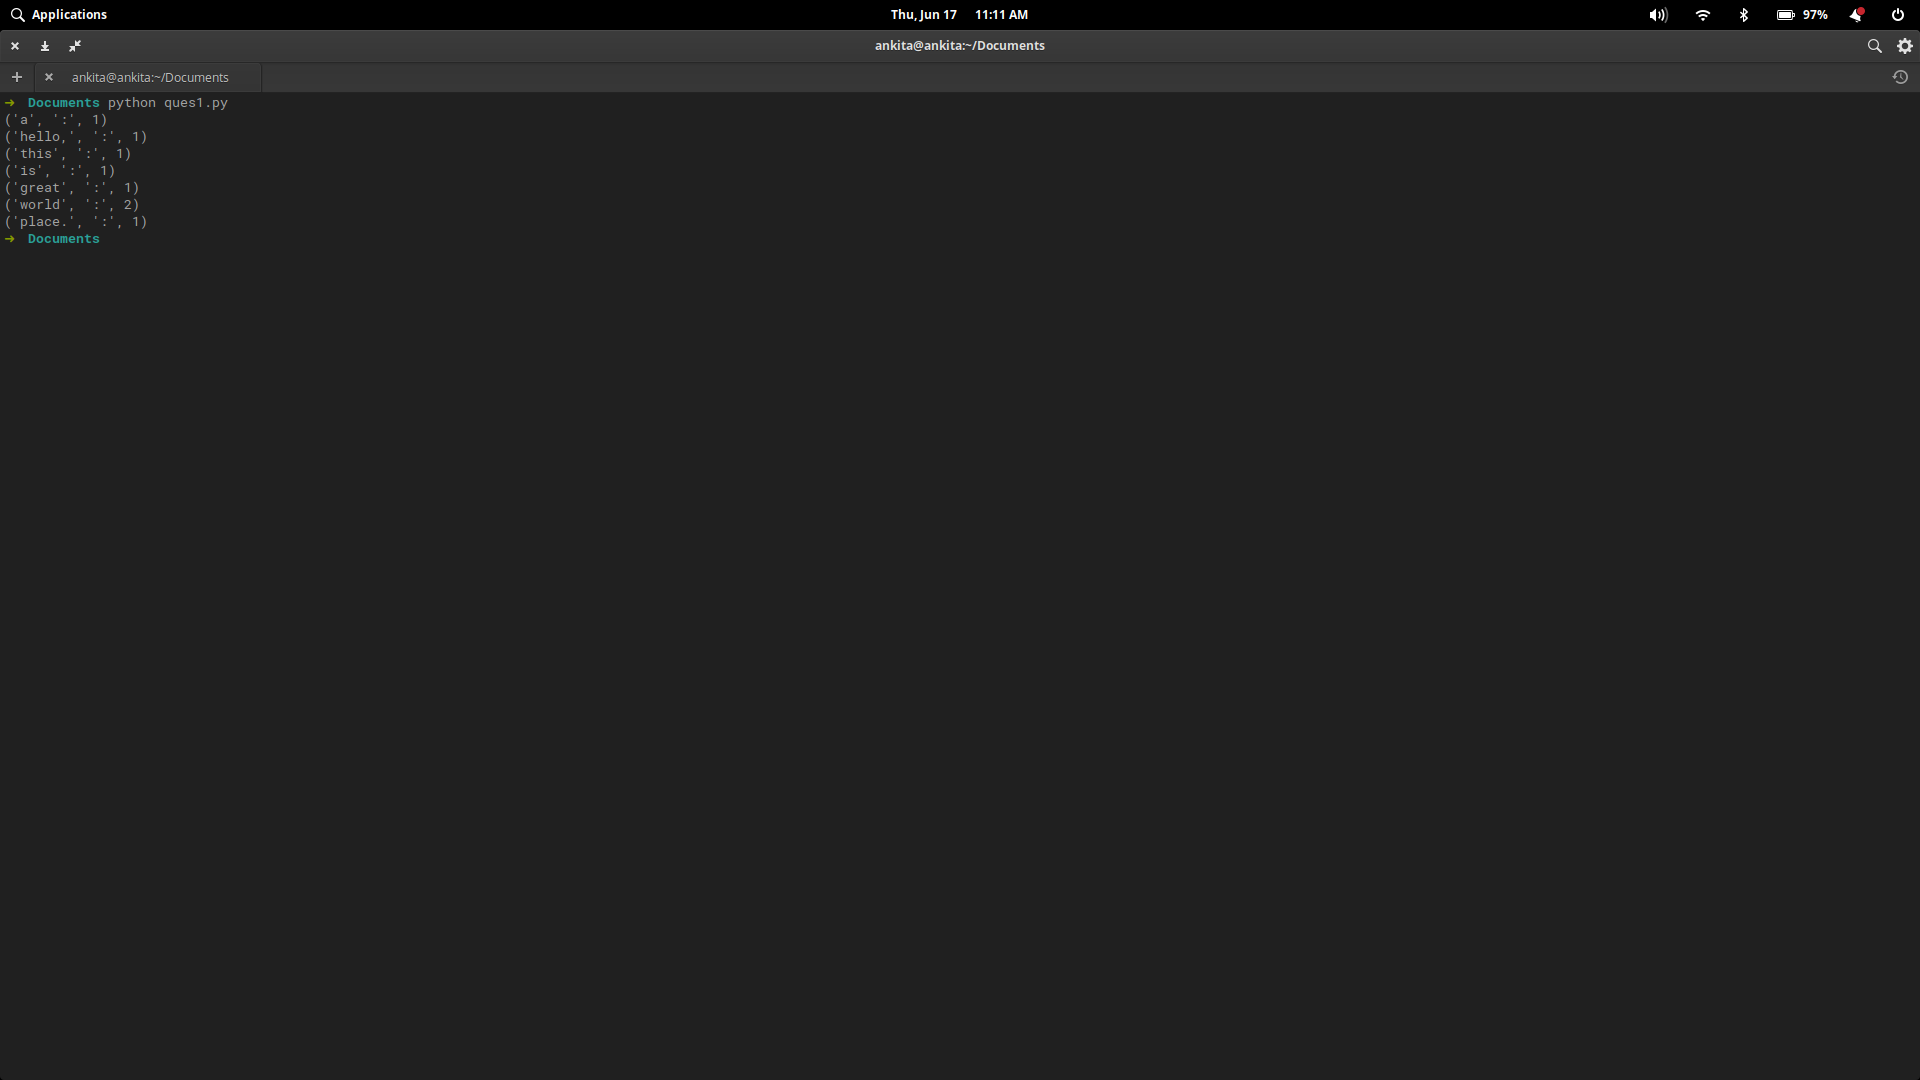 Applications
Thu, Jun 17 11:11 AM
97%
ankita@ankita:~/Documents
ankita@ankita:~/Documents
➜ Documents python ques1.py
('a', ':', 1)
('hello,', ':', 1)
('this', ':', 1)
('is', ':', 1)
('great', ':', 1)
('world', ':', 2)
('place.', ':', 1)
➜ Documents